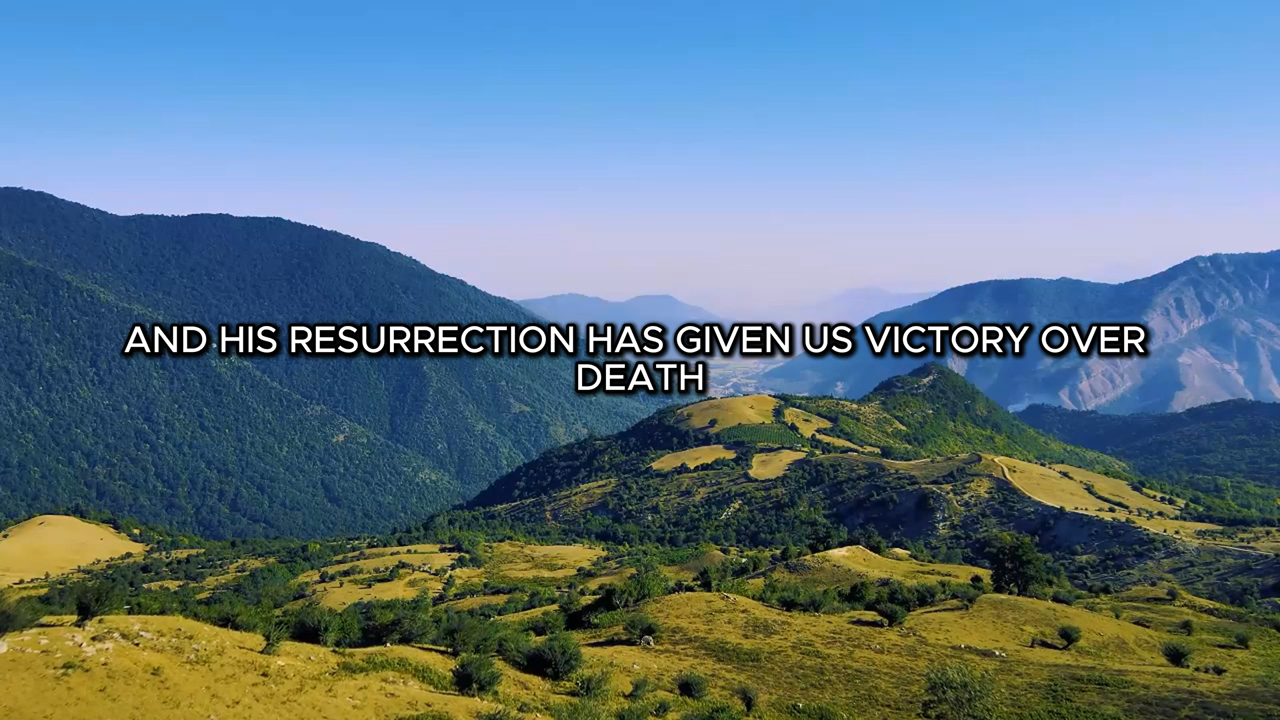 AND HIS RESURRECTION HAS GIVEN US VICTORY OVER
DEATH